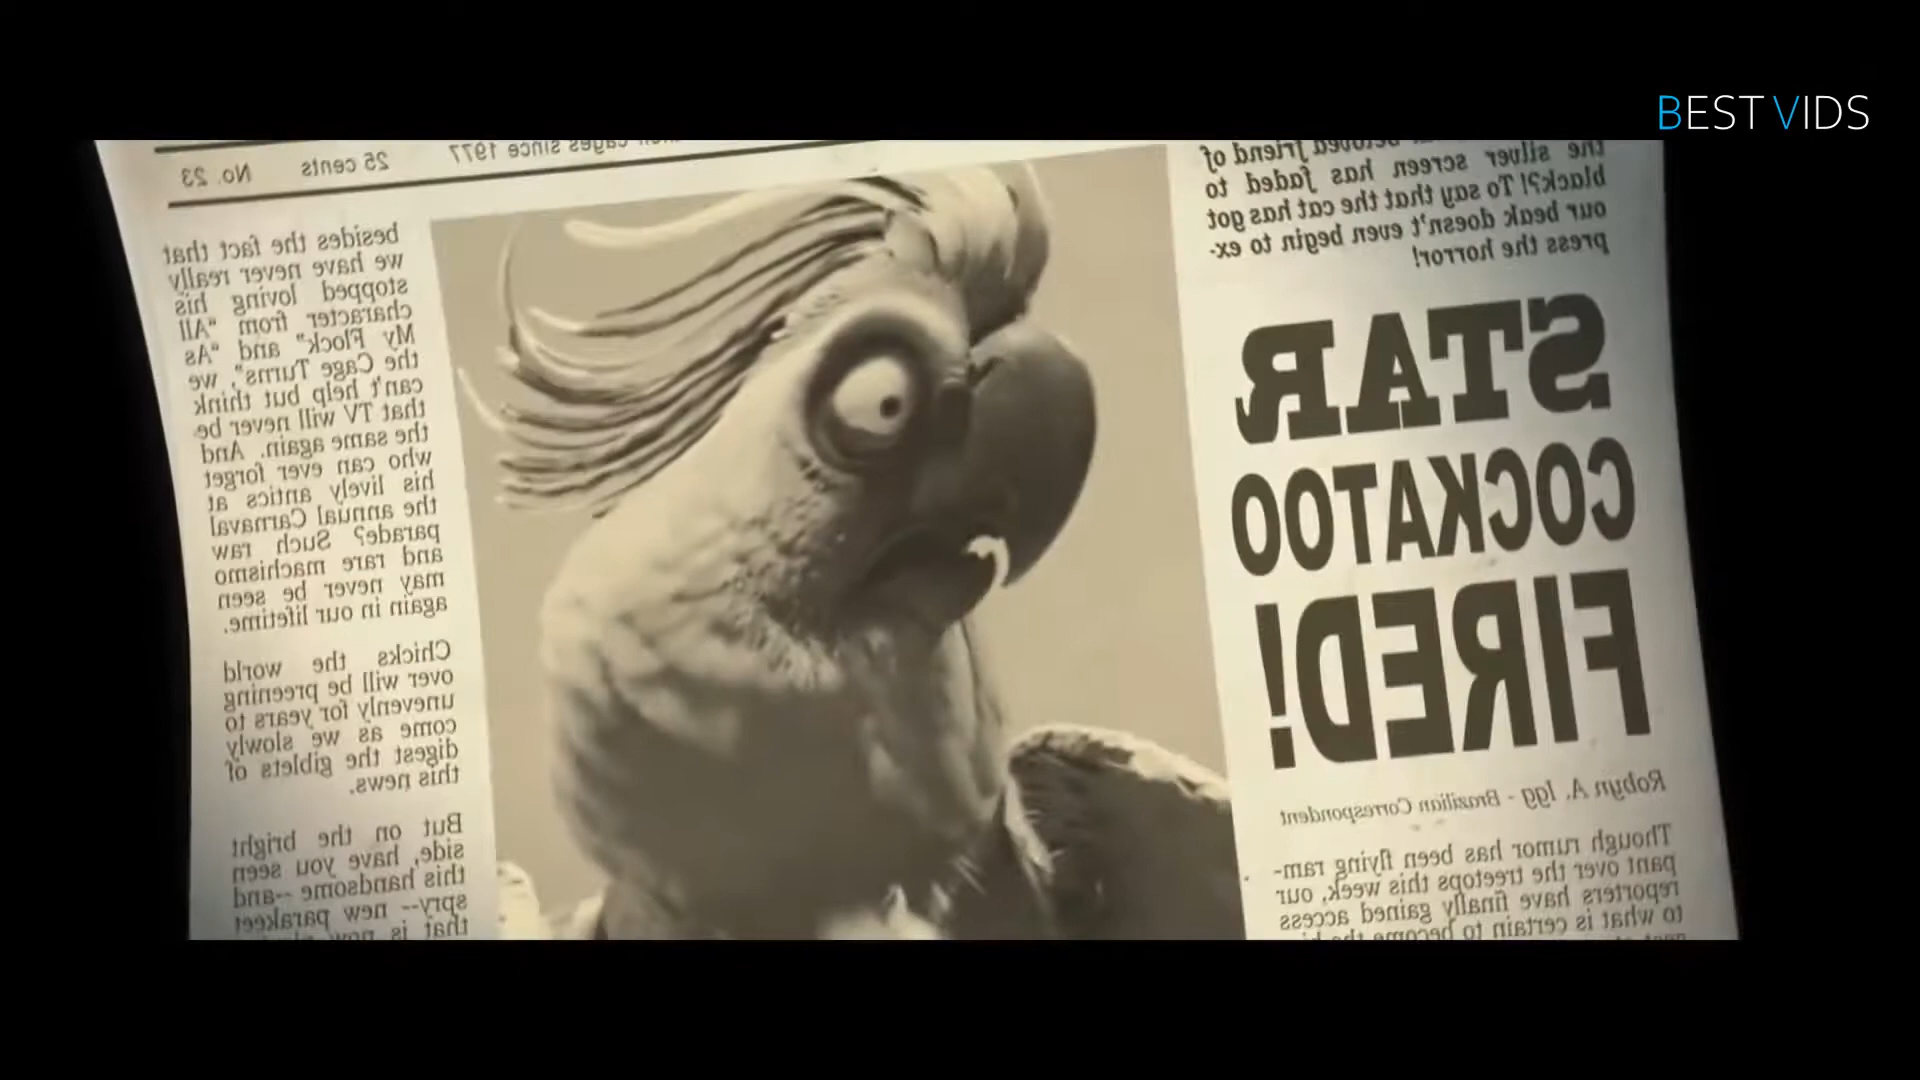 BEST VIDS
cages since 1977 25 cents No. 23
beloved friend of
the silver screen has faded to
black?! To say that the cat has got
our beak doesn't even begin to ex-
press the horror!
STAR
COCKATOO
FIRED!
Robyn A. Igg - Brazilian Correspondent
Though rumor has been flying ram-
pant over the treetops this week, our
reporters have finally gained access
to what is certain to become the
besides the fact that
we have never really
stopped loving his
character from "All
My Flock" and "As
the Cage Turns", we
can't help but think
that TV will never be
the same again. And
who can ever forget
his lively antics at
the annual Carnaval
parade? Such raw
and rare machismo
may never be seen
again in our lifetime.
Chicks the world
over will be preening
unevenly for years to
come as we slowly
digest the giblets of
this news.
But on the bright
side, have you seen
this handsome --and
spry-- new parakeet
that is now